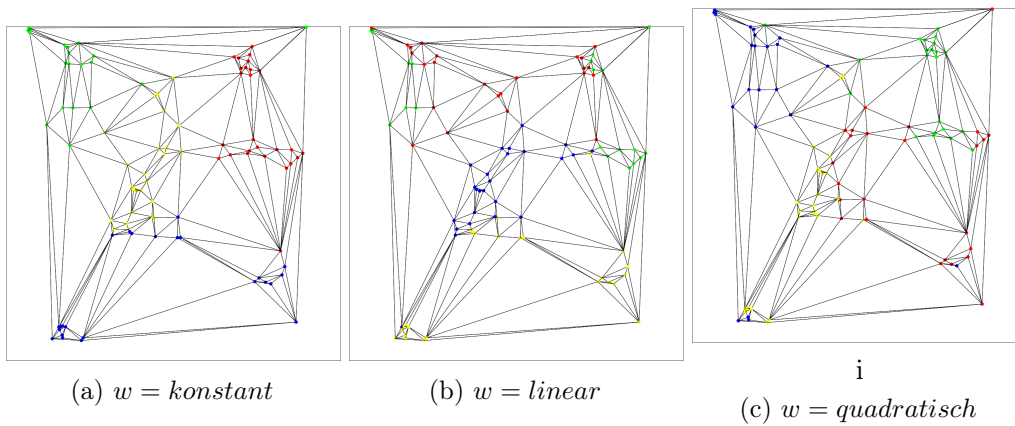 (a) w = konstant
(b) w = linear
i
(c) w = quadratisch